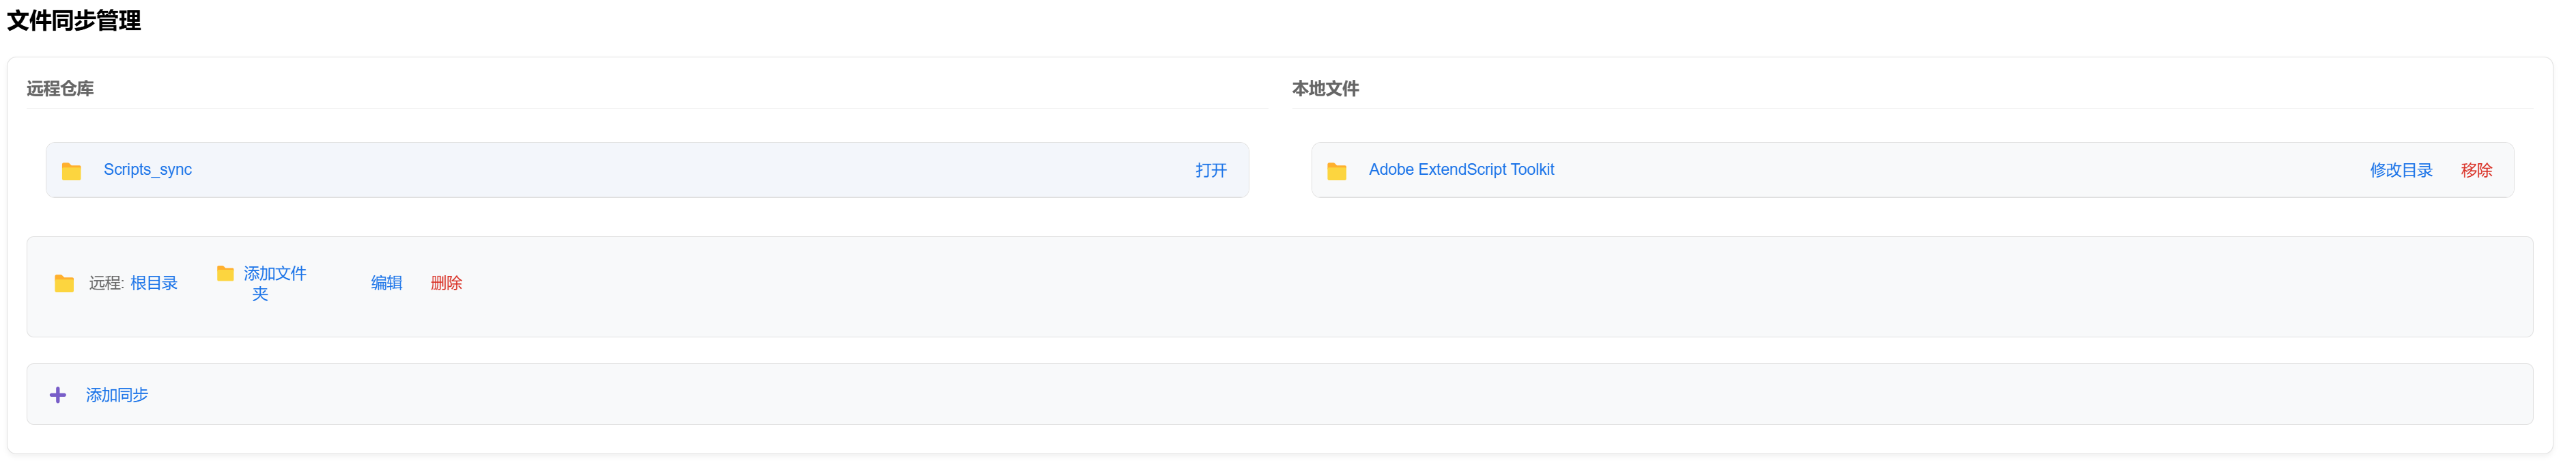 文件同步管理
远程仓库
本地文件
Scripts_sync 打开
Adobe ExtendScript Toolkit 修改目录 移除
远程: 根目录 添加文件 编辑 删除
夹
添加同步